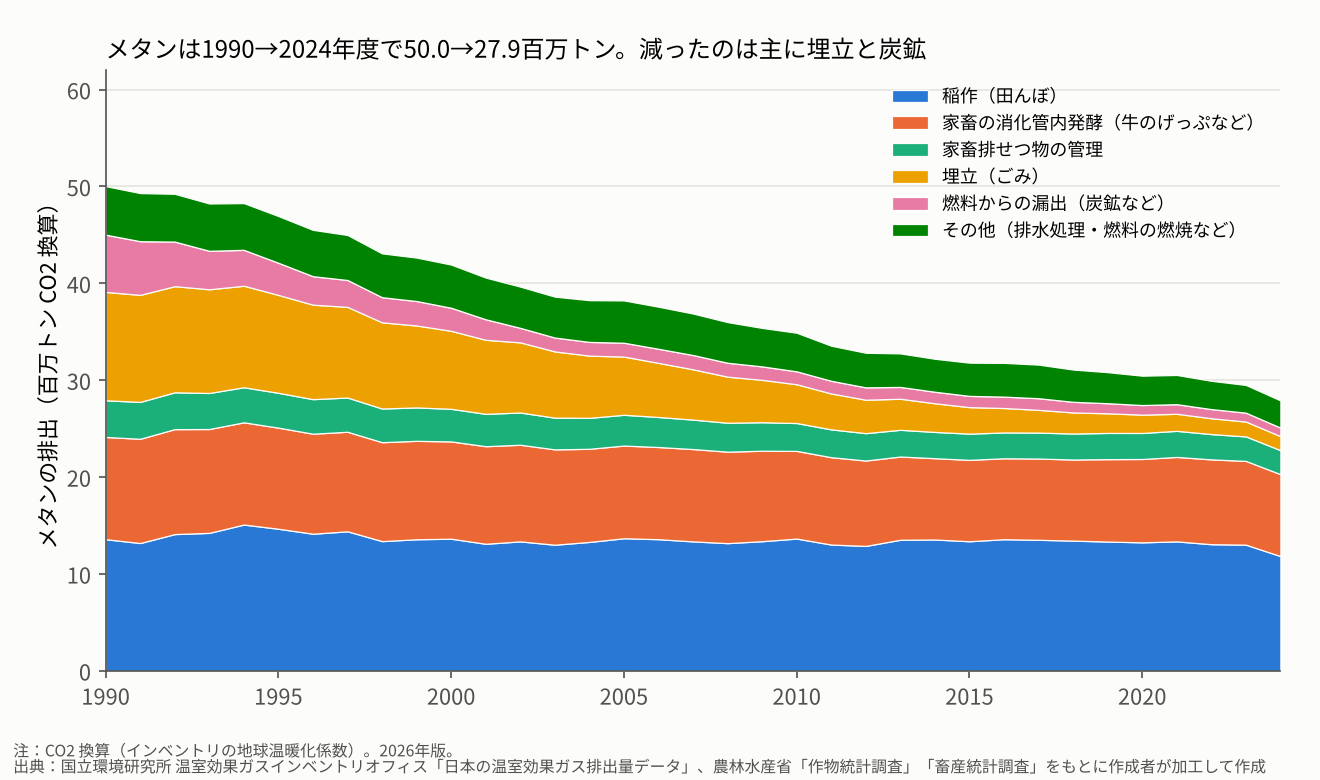 メタンは1990→2024年度で50.0→27.9百万トン。減ったのは主に埋立と炭鉱
メタンの排出（百万トン CO2 換算）
60
50
40
30
20
10
0
1990
1995
2000
2005
2010
2015
2020
稲作（田んぼ）
家畜の消化管内発酵（牛のげっぷなど）
家畜排せつ物の管理
埋立（ごみ）
燃料からの漏出（炭鉱など）
その他（排水処理・燃料の燃焼など）
注：CO2 換算（インベントリの地球温暖化係数）。2026年版。
出典：国立環境研究所 温室効果ガスインベントリオフィス「日本の温室効果ガス排出量データ」、農林水産省「作物統計調査」「畜産統計調査」をもとに作成者が加工して作成